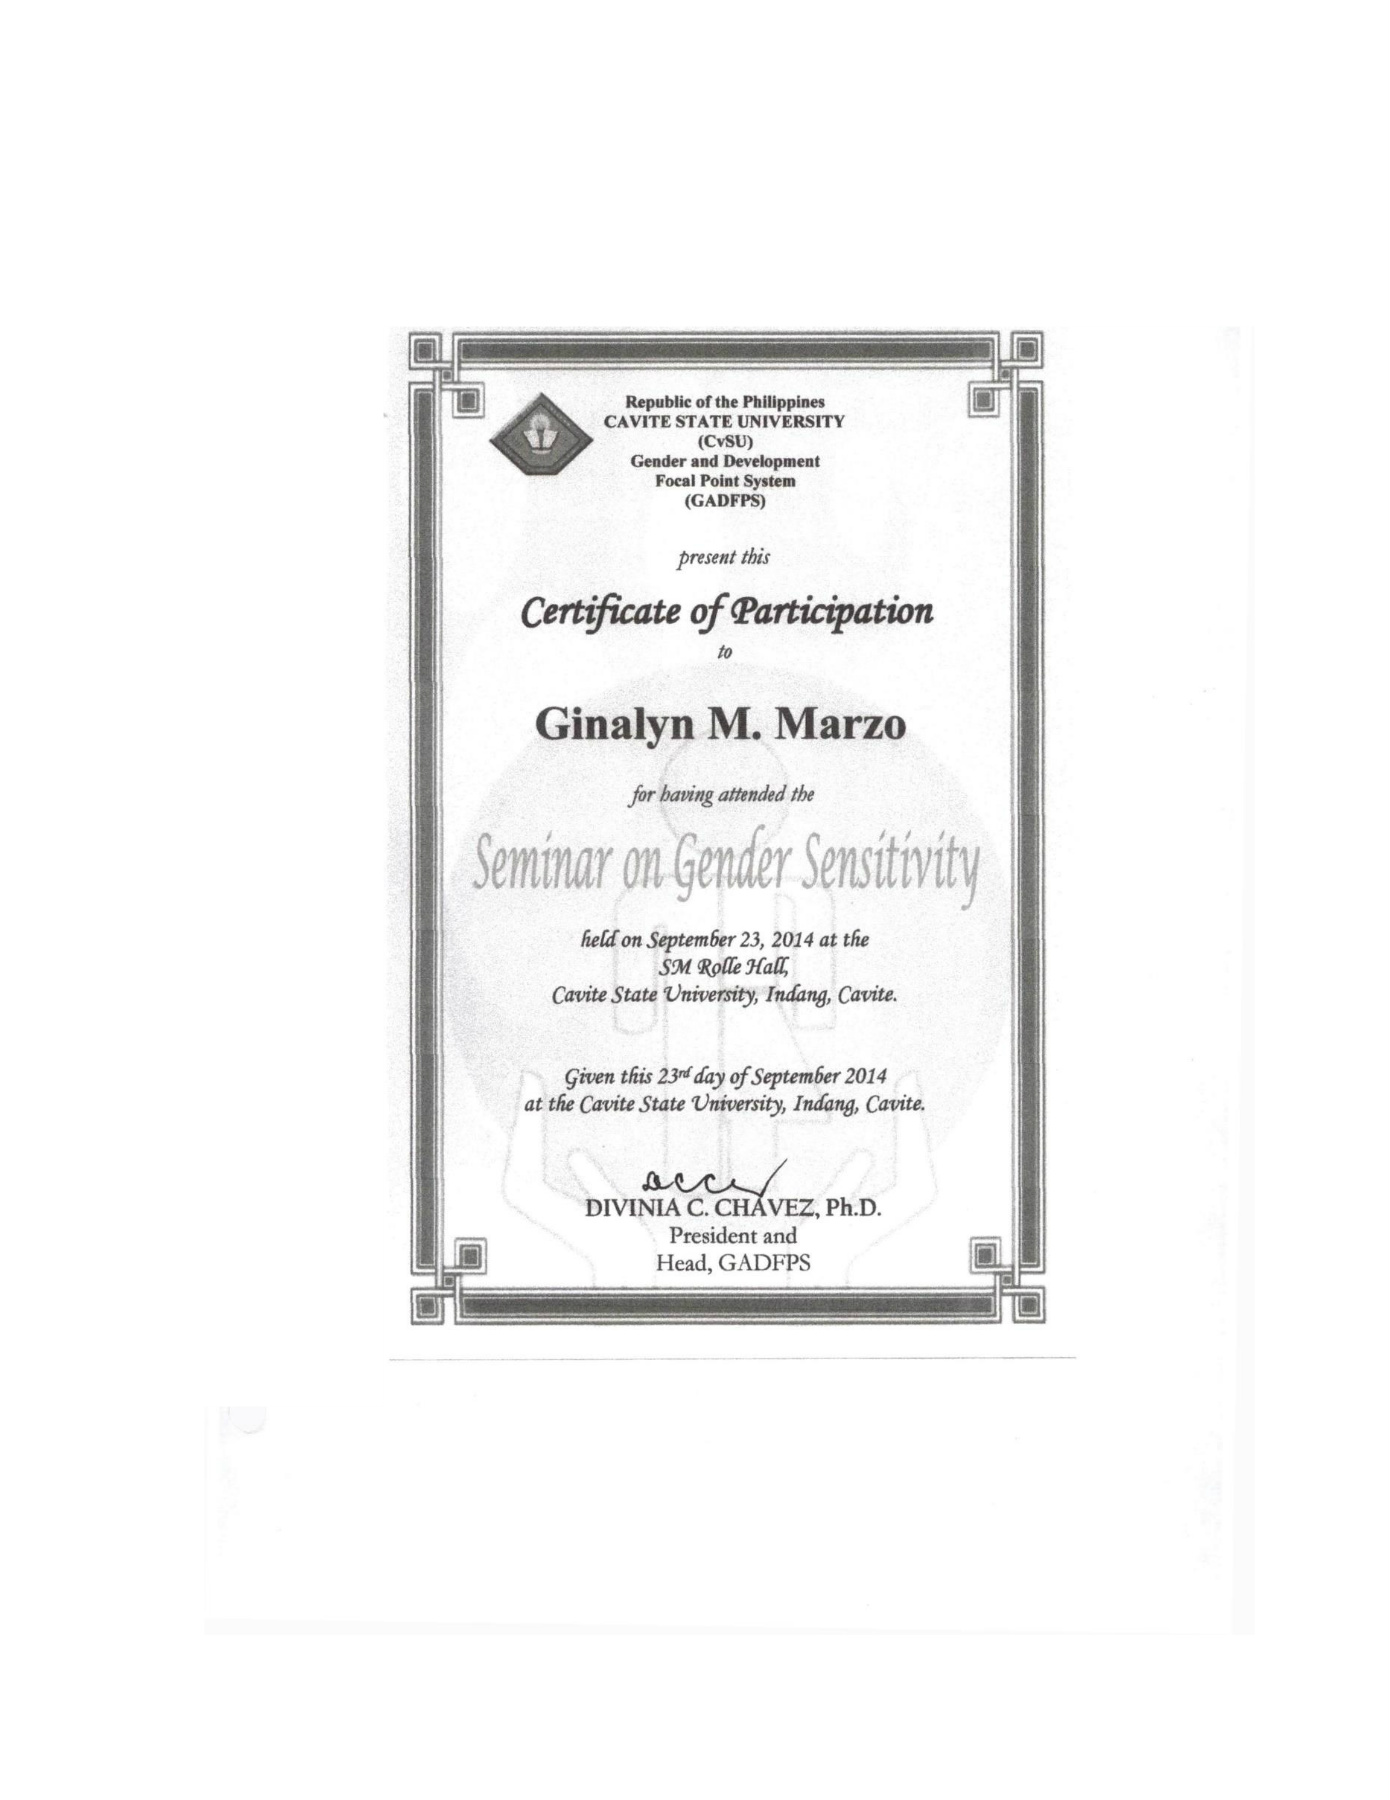 Republic of the Philippines
CAVITE STATE UNIVERSITY
(CvSU)
Gender and Development
Focal Point System
(GADFPS)
present this
Certificate of Participation
to
Ginalyn M. Marzo
for having attended the
Seminar on Gender Sensitivity
held on September 23, 2014 at the
SM Rolle Hall,
Cavite State University, Indang, Cavite.
Given this 23rd day of September 2014
at the Cavite State University, Indang, Cavite.
DIVINIA C. CHAVEZ, Ph.D.
President and
Head, GADFPS